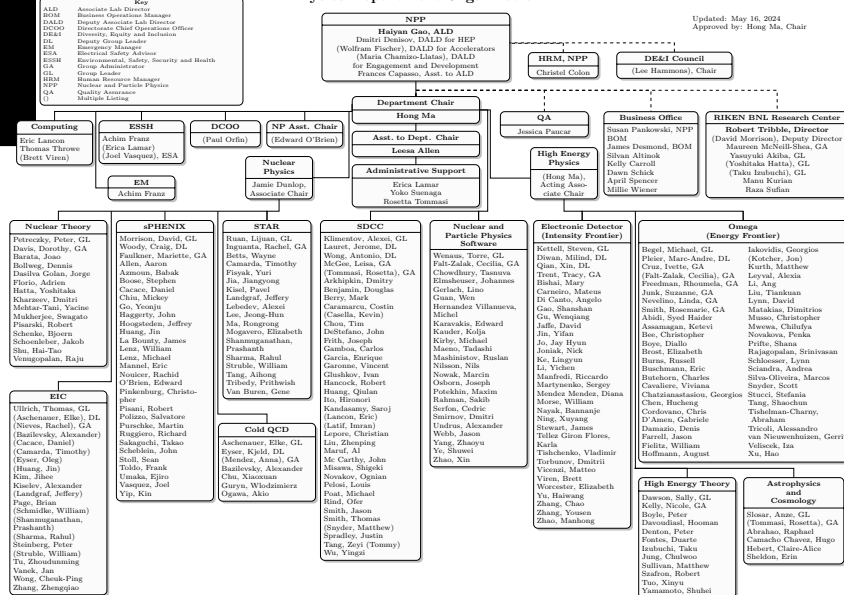 Key
ALD Associate Lab Director
BOM Business Operations Manager
DALD Deputy Associate Lab Director
DCOO Directorate Chief Operations Officer
DE&I Diversity, Equity and Inclusion
DL Deputy Group Leader
EM Emergency Manager
ESA Electrical Safety Advisor
ESSH Environmental, Safety, Security and Health
GA Group Administrator
GL Group Leader
HRM Human Resource Manager
NPP Nuclear and Particle Physics
QA Quality Assurance
() Multiple Listing
NPP
Haiyan Gao, ALD
Dmitri Denisov, DALD for HEP
(Wolfram Fischer), DALD for Accelerators
(Maria Chamizo-Llatas), DALD
for Engagement and Development
Frances Capasso, Asst. to ALD
Updated: May 16, 2024
Approved by: Hong Ma, Chair
HRM, NPP
Christel Colon
DE&I Council
(Lee Hammons), Chair
Department Chair
Hong Ma
Asst. to Dept. Chair
Leesa Allen
Administrative Support
Erica Lamar
Yoko Suenaga
Rosetta Tommasi
Computing
Eric Lancon
Thomas Throwe
(Brett Viren)
ESSH
Achim Franz
(Erica Lamar)
(Joel Vasquez), ESA
DCOO
(Paul Orfin)
NP Asst. Chair
(Edward O'Brien)
QA
Jessica Paucar
Business Office
Susan Pankowski, NPP
BOM
James Desmond, BOM
Silvan Altinok
Kelly Carroll
Dawn Schick
April Spencer
Millie Wiener
RIKEN BNL Research Center
Robert Tribble, Director
(David Morrison), Deputy Director
Maureen McNeill-Shea, GA
Yasuyuki Akiba, GL
(Yoshitaka Hatta), GL
(Taku Izubuchi), GL
Manu Kurian
Raza Sufian
EM
Achim Franz
Nuclear
Physics
Jamie Dunlop,
Associate Chair
High Energy
Physics
(Hong Ma),
Acting Asso-
ciate Chair
Nuclear Theory
Petreczky, Peter, GL
Davis, Dorothy, GA
Barata, Joao
Bollweg, Dennis
Dasilva Golan, Jorge
Florio, Adrien
Hatta, Yoshitaka
Kharzeev, Dmitri
Mehtar-Tani, Yacine
Mukherjee, Swagato
Pisarski, Robert
Schenke, Bjoern
Schoenleber, Jakob
Shu, Hai-Tao
Venugopalan, Raju
EIC
Ullrich, Thomas, GL
(Aschenauer, Elke), DL
(Nieves, Rachel), GA
(Bazilevsky, Alexander)
(Cacace, Daniel)
(Camarda, Timothy)
(Eyser, Oleg)
(Huang, Jin)
Kim, Jihee
Kiselev, Alexander
(Landgraf, Jeffery)
Page, Brian
(Schmidke, William)
(Shanmuganathan,
Prashanth)
(Sharma, Rahul)
Steinberg, Peter
(Struble, William)
Tu, Zhoudunming
Vanek, Jan
Wong, Cheuk-Ping
Zhang, Zhengqiao
sPHENIX
Morrison, David, GL
Woody, Craig, DL
Faulkner, Mariette, GA
Allen, Aaron
Azmoun, Babak
Boose, Stephen
Cacace, Daniel
Chiu, Mickey
Go, Yeonju
Haggerty, John
Hoogsteden, Jeffrey
Huang, Jin
La Bounty, James
Lenz, William
Lenz, Michael
Mannel, Eric
Nouicer, Rachid
O'Brien, Edward
Pinkenburg, Christo-
pher
Pisani, Robert
Polizzo, Salvatore
Purschke, Martin
Ruggiero, Richard
Sakaguchi, Takao
Scheblein, John
Stoll, Sean
Toldo, Frank
Umaka, Ejiro
Vasquez, Joel
Yip, Kin
STAR
Ruan, Lijuan, GL
Inguanta, Rachel, GA
Betts, Wayne
Camarda, Timothy
Fisyak, Yuri
Jia, Jiangyong
Kisel, Pavel
Landgraf, Jeffery
Lebedev, Alexei
Lee, Jeong-Hun
Ma, Rongrong
Mogavero, Elizabeth
Shanmuganathan,
Prashanth
Sharma, Rahul
Struble, William
Tang, Aihong
Tribedy, Prithwish
Van Buren, Gene
Cold QCD
Aschenauer, Elke, GL
Eyser, Kjeld, DL
(Mendez, Anna), GA
Bazilevsky, Alexander
Chu, Xiaoxuan
Guryn, Wlodzimierz
Ogawa, Akio
SDCC
Klimentov, Alexei, GL
Lauret, Jerome, DL
Wong, Antonio, DL
McGee, Leisa, GA
(Tommasi, Rosetta), GA
Arkhipkin, Dmitry
Benjamin, Douglas
Berry, Mark
Caramarcu, Costin
(Casella, Kevin)
Chou, Tim
DeStefano, John
Frith, Joseph
Gamboa, Carlos
Garcia, Enrique
Garonne, Vincent
Glushkov, Ivan
Hancock, Robert
Huang, Qiulan
Ito, Hironori
Kandasamy, Saroj
(Lancon, Eric)
(Latif, Imran)
Lepore, Christian
Liu, Zhenping
Maruf, Al
Mc Carthy, John
Misawa, Shigeki
Novakov, Ognian
Pelosi, Louis
Poat, Michael
Rind, Ofer
Smith, Jason
Smith, Thomas
(Snyder, Matthew)
Spradley, Justin
Tang, Zeyi (Tommy)
Wu, Yingzi
Nuclear and
Particle Physics
Software
Wenaus, Torre, GL
Falt-Zalak, Cecilia, GA
Chowdhury, Tasnuva
Elmsheuser, Johannes
Gerlach, Lino
Guan, Wen
Hernandez Villanueva,
Michel
Karavakis, Edward
Kauder, Kolja
Kirby, Michael
Maeno, Tadashi
Mashinistov, Ruslan
Nilsson, Nils
Nowak, Marcin
Osborn, Joseph
Potekhin, Maxim
Rahman, Sakib
Serfon, Cedric
Smirnov, Dmitri
Undrus, Alexander
Webb, Jason
Yang, Zhaoyu
Ye, Shuwei
Zhao, Xin
Electronic Detector
(Intensity Frontier)
Kettell, Steven, GL
Diwan, Milind, DL
Qian, Xin, DL
Trent, Tracy, GA
Bishai, Mary
Carneiro, Mateus
Di Canto, Angelo
Gao, Shanshan
Gu, Wenqiang
Jaffe, David
Jin, Yifan
Jo, Jay Hyun
Joniak, Nick
Ke, Lingyun
Li, Yichen
Manfredi, Riccardo
Martynenko, Sergey
Mendez Mendez, Diana
Morse, William
Nayak, Bannanje
Ning, Xuyang
Stewart, James
Tellez Giron Flores,
Karla
Tishchenko, Vladimir
Torbunov, Dmitrii
Vicenzi, Matteo
Viren, Brett
Worcester, Elizabeth
Yu, Haiwang
Zhang, Chao
Zhang, Yousen
Zhao, Manhong
Omega
(Energy Frontier)
Begel, Michael, GL
Pleier, Marc-Andre, DL
Cruz, Ivette, GA
(Falt-Zalak, Cecilia), GA
Freedman, Rhoumela, GA
Junk, Suzanne, GA
Nevelino, Linda, GA
Smith, Rosemarie, GA
Abidi, Syed Haider
Assamagan, Ketevi
Bee, Christopher
Boye, Diallo
Brost, Elizabeth
Burns, Russell
Buschmann, Eric
Butehorn, Charles
Cavaliere, Viviana
Chatzianastasiou, Georgios
Chen, Hucheng
Cordovano, Chris
D'Amen, Gabriele
Damazio, Denis
Farrell, Jason
Fielitz, William
Hoffmann, August
Iakovidis, Georgios
(Kotcher, Jon)
Kurth, Matthew
Leyval, Alexia
Li, Ang
Liu, Tiankuan
Lynn, David
Matakias, Dimitrios
Musso, Christopher
Mwewa, Chilufya
Novakova, Penka
Prifte, Shana
Rajagopalan, Srinivasan
Schloesser, Lynn
Sciandra, Andrea
Silva-Oliveira, Marcos
Snyder, Scott
Stucci, Stefania
Tang, Shaochun
Tishelman-Charny,
Abraham
Tricoli, Alessandro
van Nieuwenhuizen, Gerri
Veliscek, Iza
Xu, Hao
High Energy Theory
Dawson, Sally, GL
Kelly, Nicole, GA
Boyle, Peter
Davoudiasl, Hooman
Denton, Peter
Fontes, Duarte
Izubuchi, Taku
Jung, Chulwoo
Sullivan, Matthew
Szafron, Robert
Tuo, Xinyu
Yamamoto, Shuhei
Astrophysics
and
Cosmology
Slosar, Anze, GL
(Tommasi, Rosetta), GA
Abrahao, Raphael
Camacho Chavez, Hugo
Hebert, Claire-Alice
Sheldon, Erin